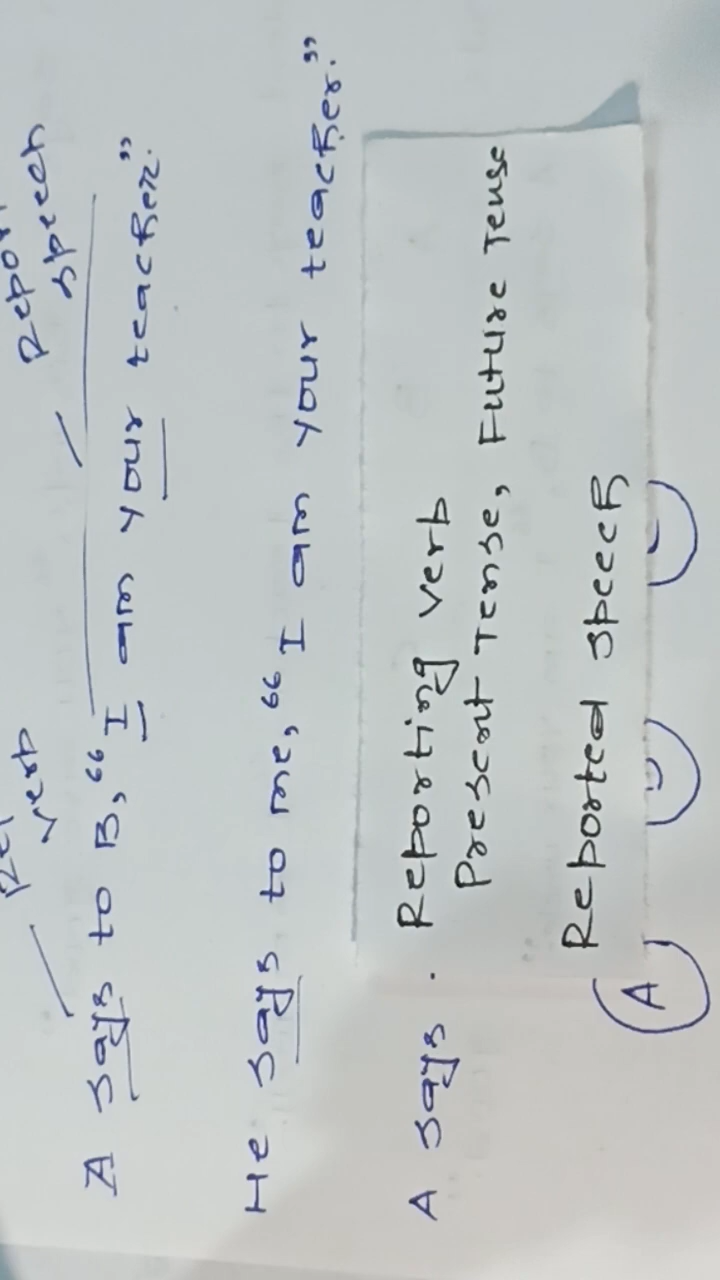 verb
speech
A says to B, “I am your teacher.”
He says to me, “I am your teacher.”
A says.
Reporting verb
Present Tense, Future Tense
Reported speech
A